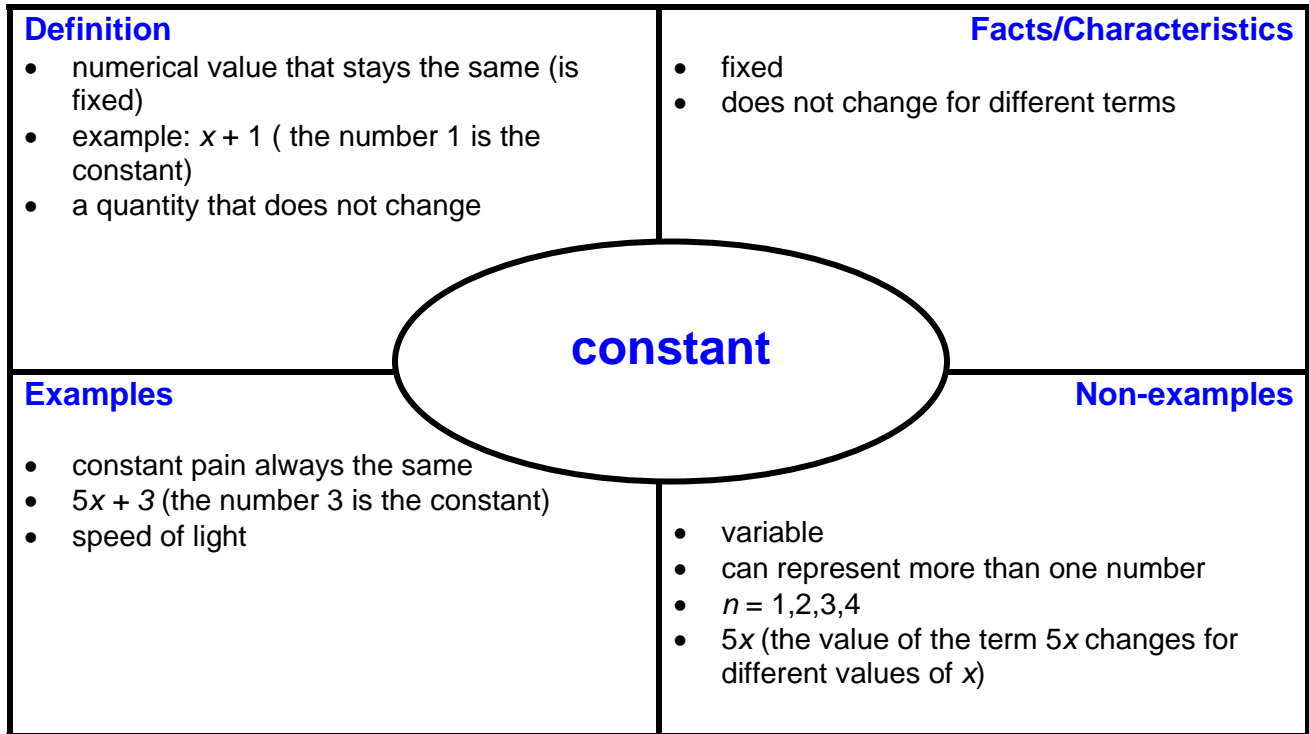 Definition
• numerical value that stays the same (is
fixed)
• example: x + 1 ( the number 1 is the
constant)
• a quantity that does not change
Facts/Characteristics
• fixed
• does not change for different terms
constant
Examples
• constant pain always the same
• 5x + 3 (the number 3 is the constant)
• speed of light
Non-examples
• variable
• can represent more than one number
• n = 1,2,3,4
• 5x (the value of the term 5x changes for
different values of x)